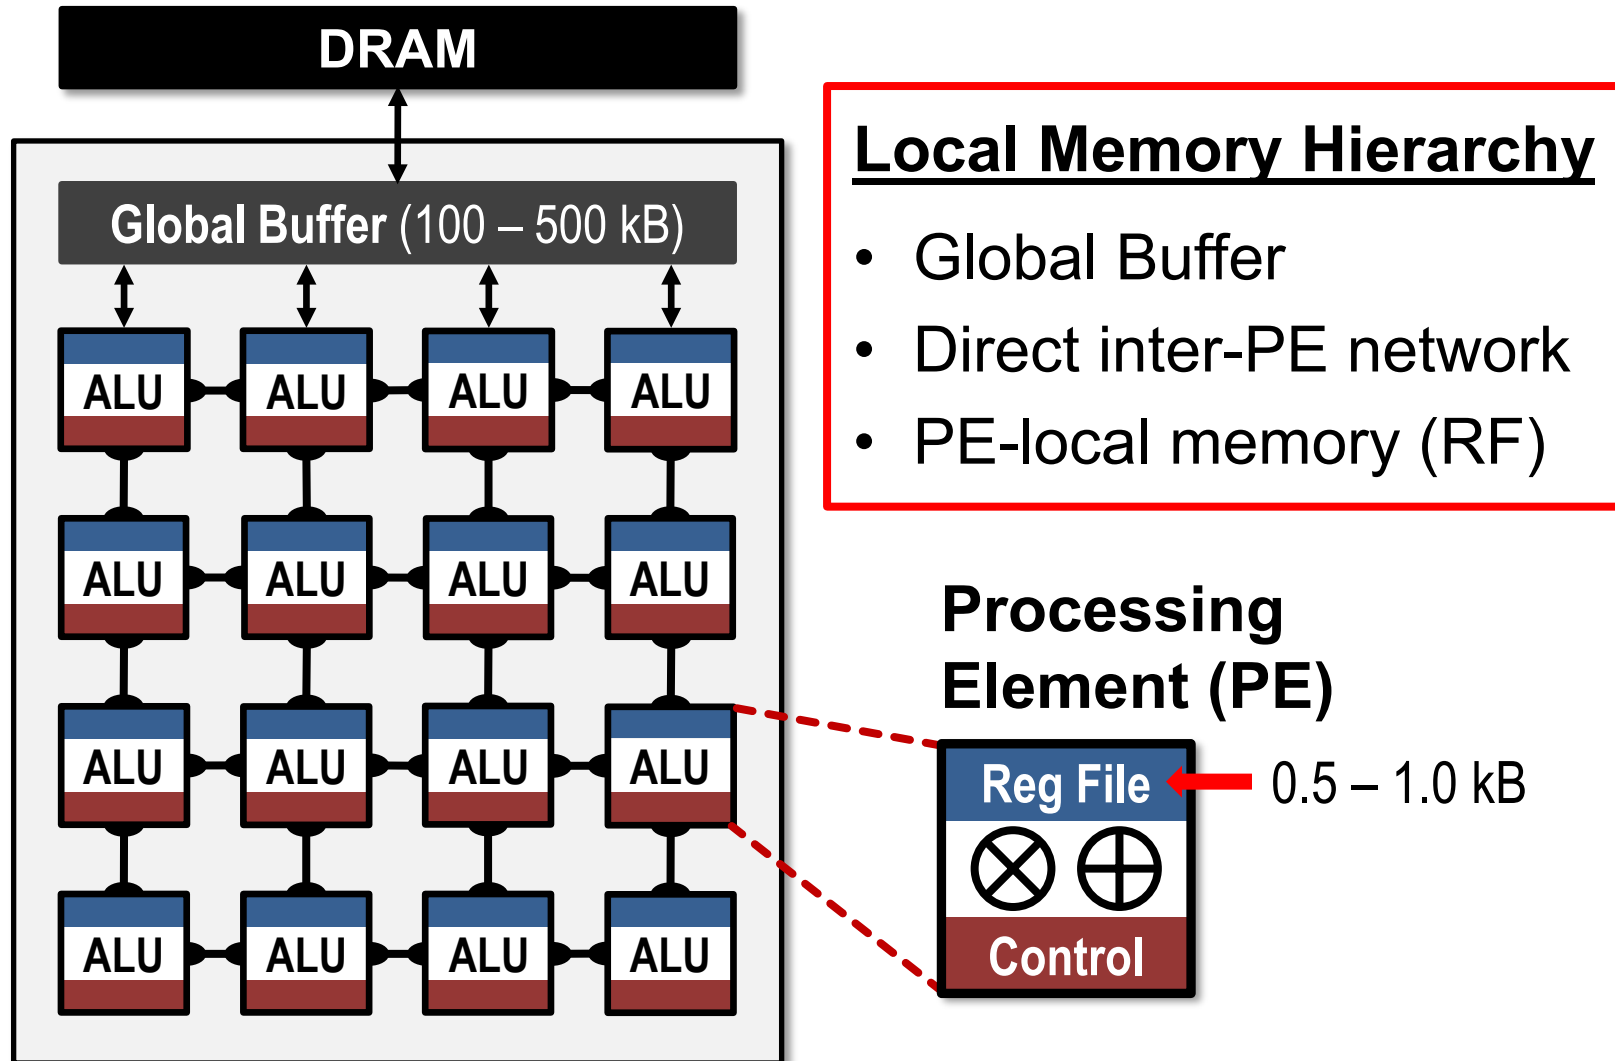 DRAM
Global Buffer (100 – 500 kB)
ALU ALU ALU ALU
ALU ALU ALU ALU
ALU ALU ALU ALU
ALU ALU ALU ALU
Local Memory Hierarchy
• Global Buffer
• Direct inter-PE network
• PE-local memory (RF)
Processing
Element (PE)
Reg File
0.5 – 1.0 kB
Control